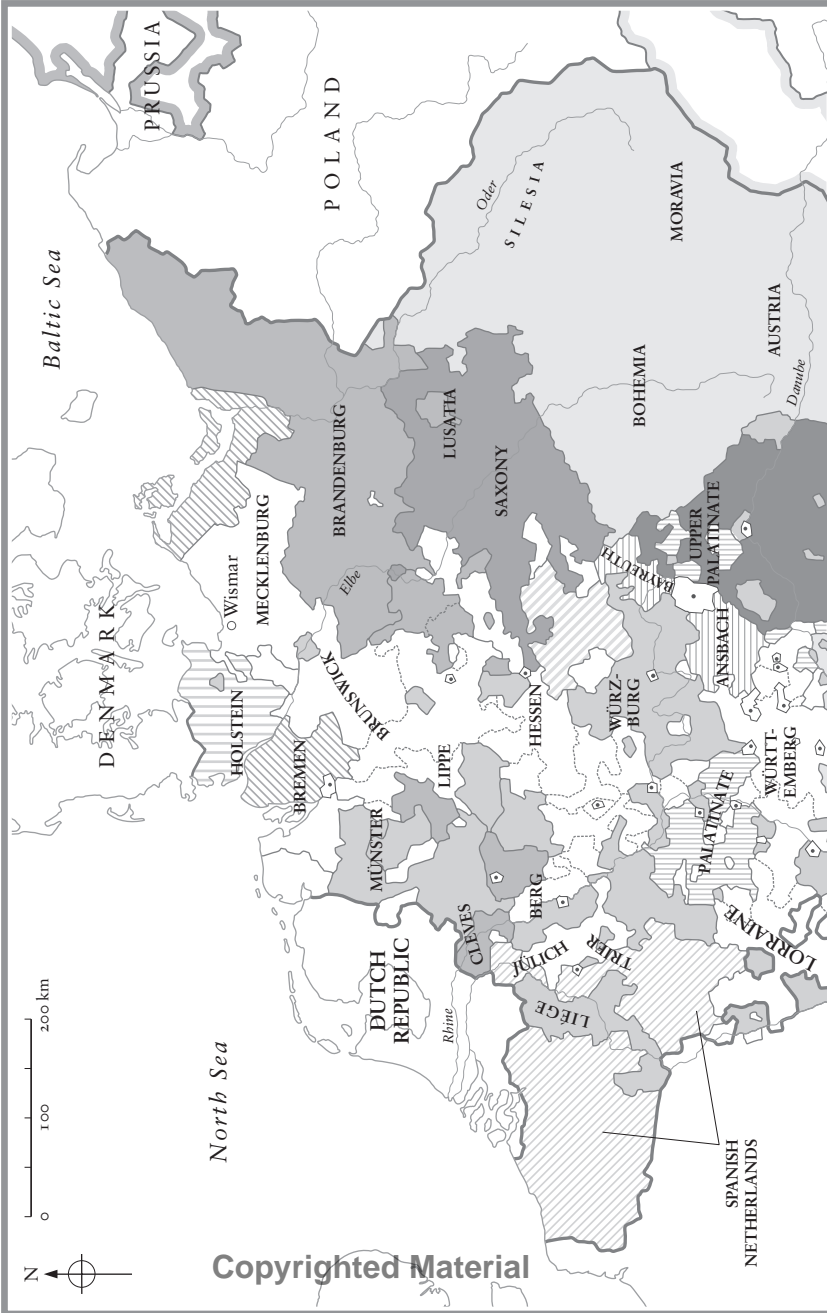 N
0
100
200 km
North Sea
Baltic Sea
DENMARK
PRUSSIA
POLAND
HOLSTEIN
Wismar
MECKLENBURG
BREMEN
BRUNSWICK
Elbe
BRANDENBURG
Oder
SILESIA
DUTCH
REPUBLIC
Rhine
MÜNSTER
CLEVES
LIPPE
LUSATIA
SAXONY
BERG
JÜLICH
HESSEN
LIÈGE
TRIER
WÜRZ-
BURG
BAYREUTH
BOHEMIA
MORAVIA
SPANISH
NETHERLANDS
LORRAINE
PALATINATE
WÜRTT-
EMBERG
ANSBACH
UPPER
PALATINATE
AUSTRIA
Danube
Copyrighted Material